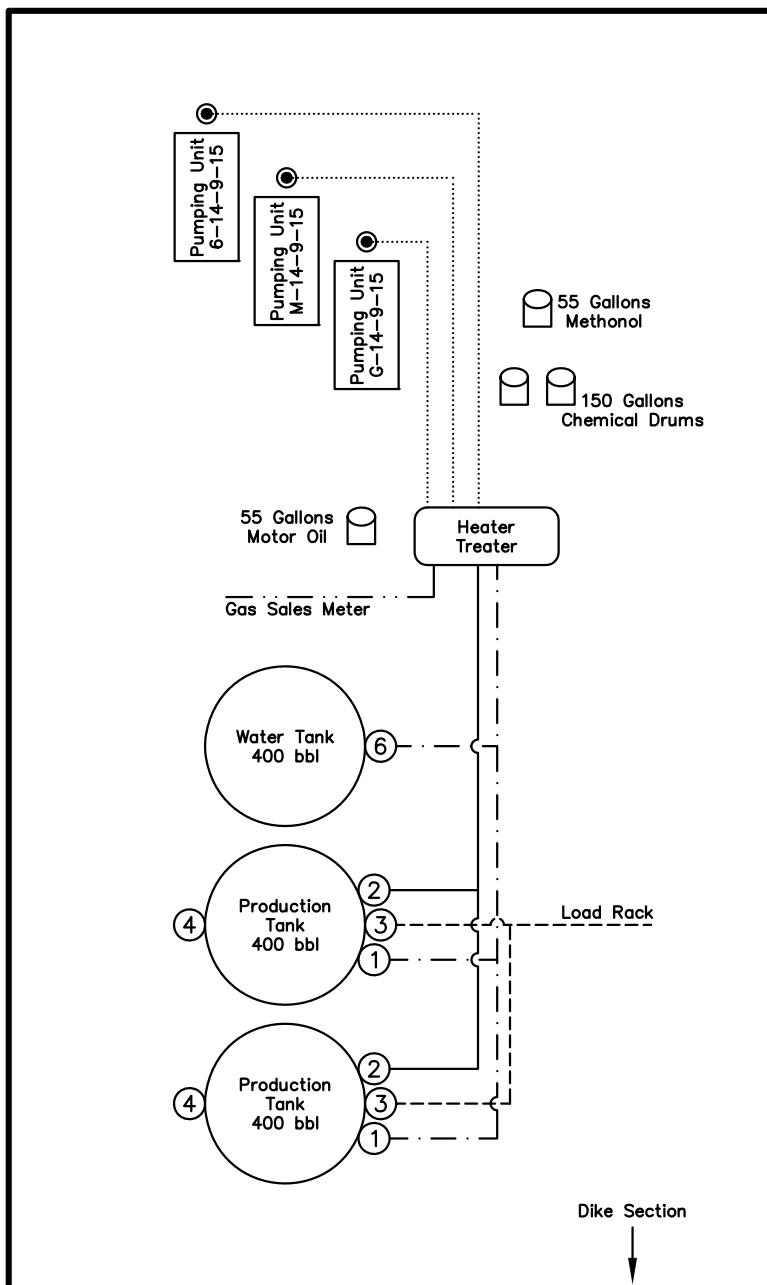 Pumping Unit
6-14-9-15
Pumping Unit
M-14-9-15
Pumping Unit
G-14-9-15
55 Gallons
Methonol
150 Gallons
Chemical Drums
55 Gallons
Motor Oil
Heater
Treater
Gas Sales Meter
Water Tank
400 bbl
6
Production
Tank
400 bbl
4
2
3
1
Load Rack
Production
Tank
400 bbl
4
2
3
1
Dike Section